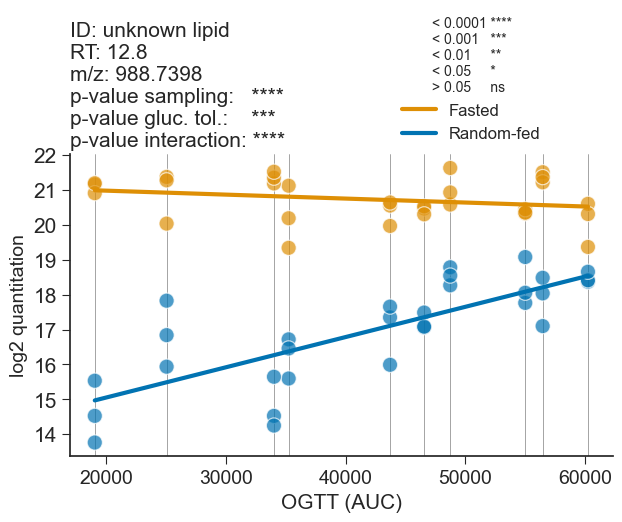 ID: unknown lipid
RT: 12.8
m/z: 988.7398
p-value sampling: ****
p-value gluc. tol.: ***
p-value interaction: ****
< 0.0001 ****
< 0.001 ***
< 0.01 **
< 0.05 *
> 0.05 ns
Fasted
Random-fed
log2 quantitation
22
21
20
19
18
17
16
15
14
20000 30000 40000 50000 60000
OGTT (AUC)